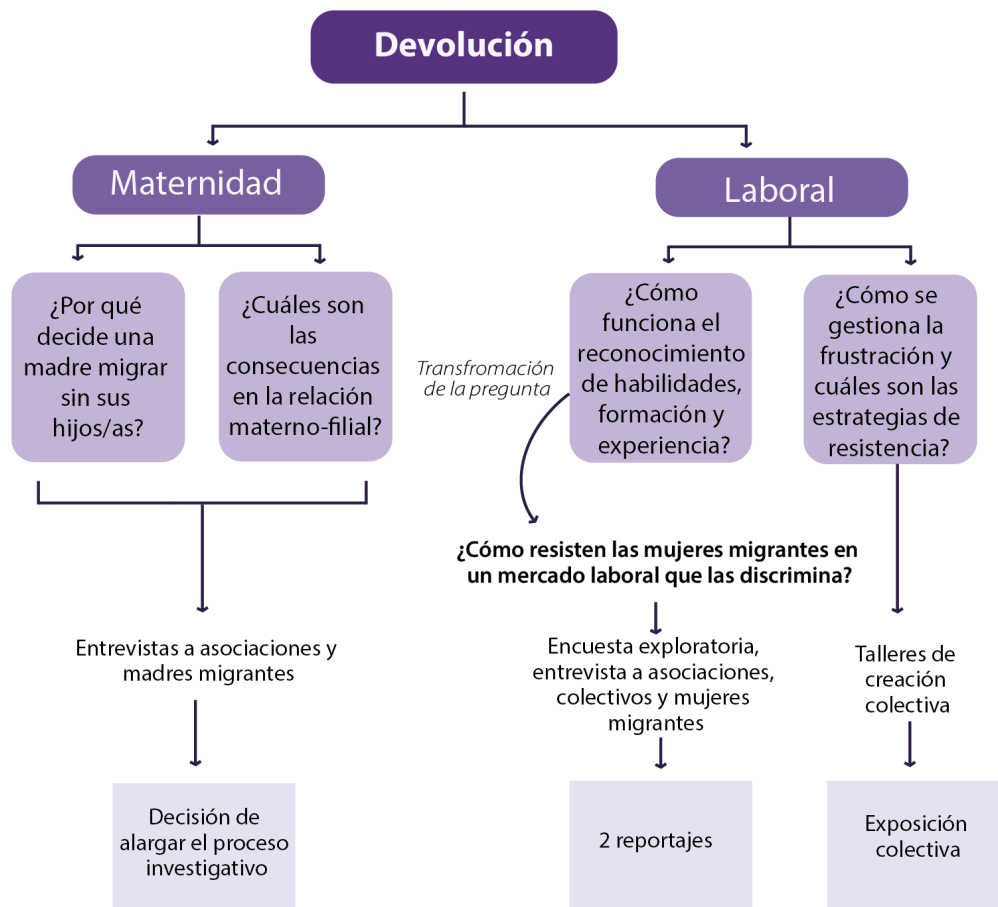 Devolución
Maternidad
Laboral
¿Por qué
decide una
madre migrar
sin sus
hijos/as?
¿Cuáles son
las
consecuencias
en la relación
materno-filial?
Transfromación
de la pregunta
¿Cómo
funciona el
reconocimiento
de habilidades,
formación y
experiencia?
¿Cómo se
gestiona la
frustración y
cuáles son las
estrategias de
resistencia?
¿Cómo resisten las mujeres migrantes en
un mercado laboral que las discrimina?
Entrevistas a asociaciones y
madres migrantes
Encuesta exploratoria,
entrevista a asociaciones,
colectivos y mujeres
migrantes
Talleres de
creación
colectiva
Decisión de
alargar el proceso
investigativo
2 reportajes
Exposición
colectiva